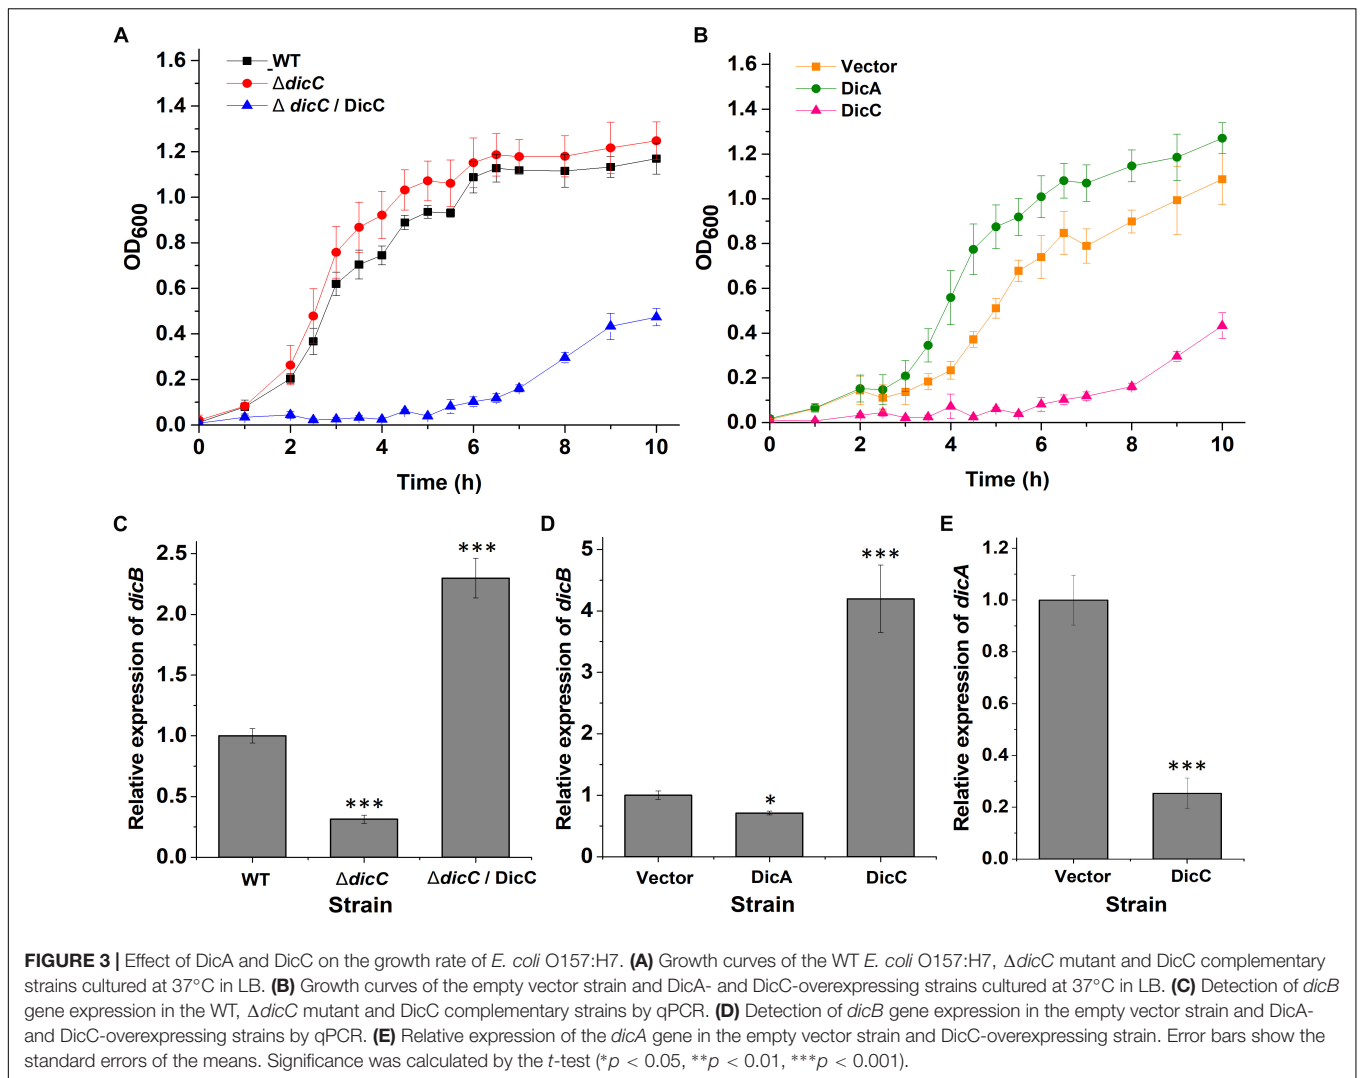 A
WT
ΔdicC
Δ dicC / DicC
1.6
1.4
1.2
1.0
0.8
0.6
0.4
0.2
0.0
OD600
0 2 4 6 8 10
Time (h)
B
Vector
DicA
DicC
1.6
1.4
1.2
1.0
0.8
0.6
0.4
0.2
0.0
OD600
0 2 4 6 8 10
Time (h)
C
Relative expression of dicB
2.5
2.0
1.5
1.0
0.5
0.0
***
***
WT ΔdicC ΔdicC / DicC
Strain
D
Relative expression of dicB
5
4
3
2
1
0
*
***
Vector DicA DicC
Strain
E
Relative expression of dicA
1.2
1.0
0.8
0.6
0.4
0.2
0.0
***
Vector DicC
Strain
FIGURE 3 | Effect of DicA and DicC on the growth rate of E. coli O157:H7. (A) Growth curves of the WT E. coli O157:H7, ΔdicC mutant and DicC complementary
strains cultured at 37°C in LB. (B) Growth curves of the empty vector strain and DicA- and DicC-overexpressing strains cultured at 37°C in LB. (C) Detection of dicB
gene expression in the WT, ΔdicC mutant and DicC complementary strains by qPCR. (D) Detection of dicB gene expression in the empty vector strain and DicA-
and DicC-overexpressing strains by qPCR. (E) Relative expression of the dicA gene in the empty vector strain and DicC-overexpressing strain. Error bars show the
standard errors of the means. Significance was calculated by the t-test (*p < 0.05, **p < 0.01, ***p < 0.001).